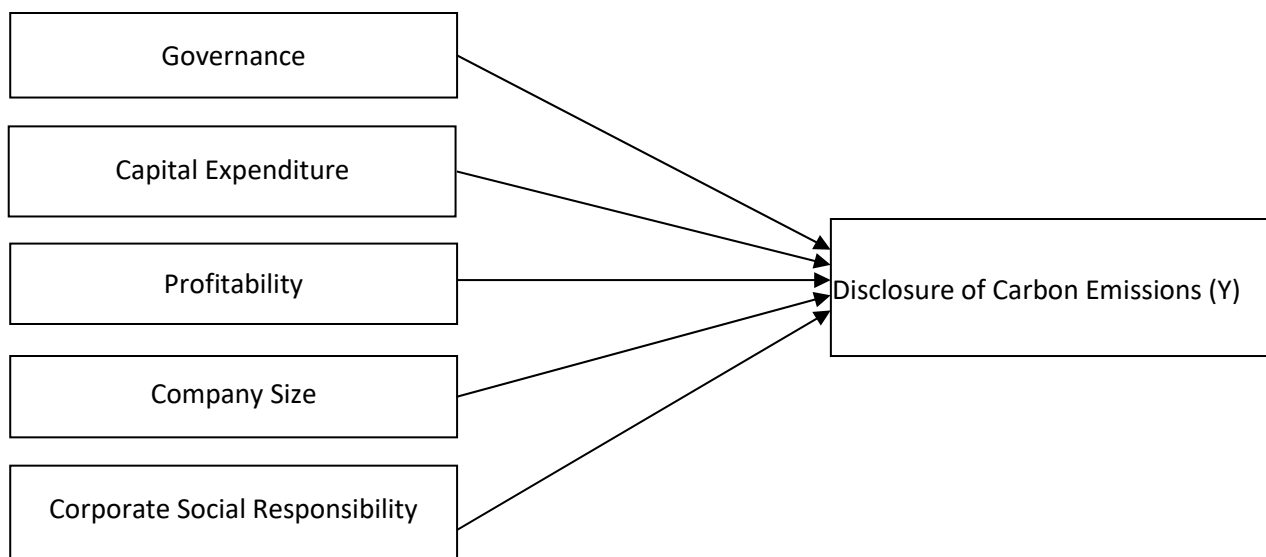 Governance
Capital Expenditure
Profitability
Disclosure of Carbon Emissions (Y)
Company Size
Corporate Social Responsibility